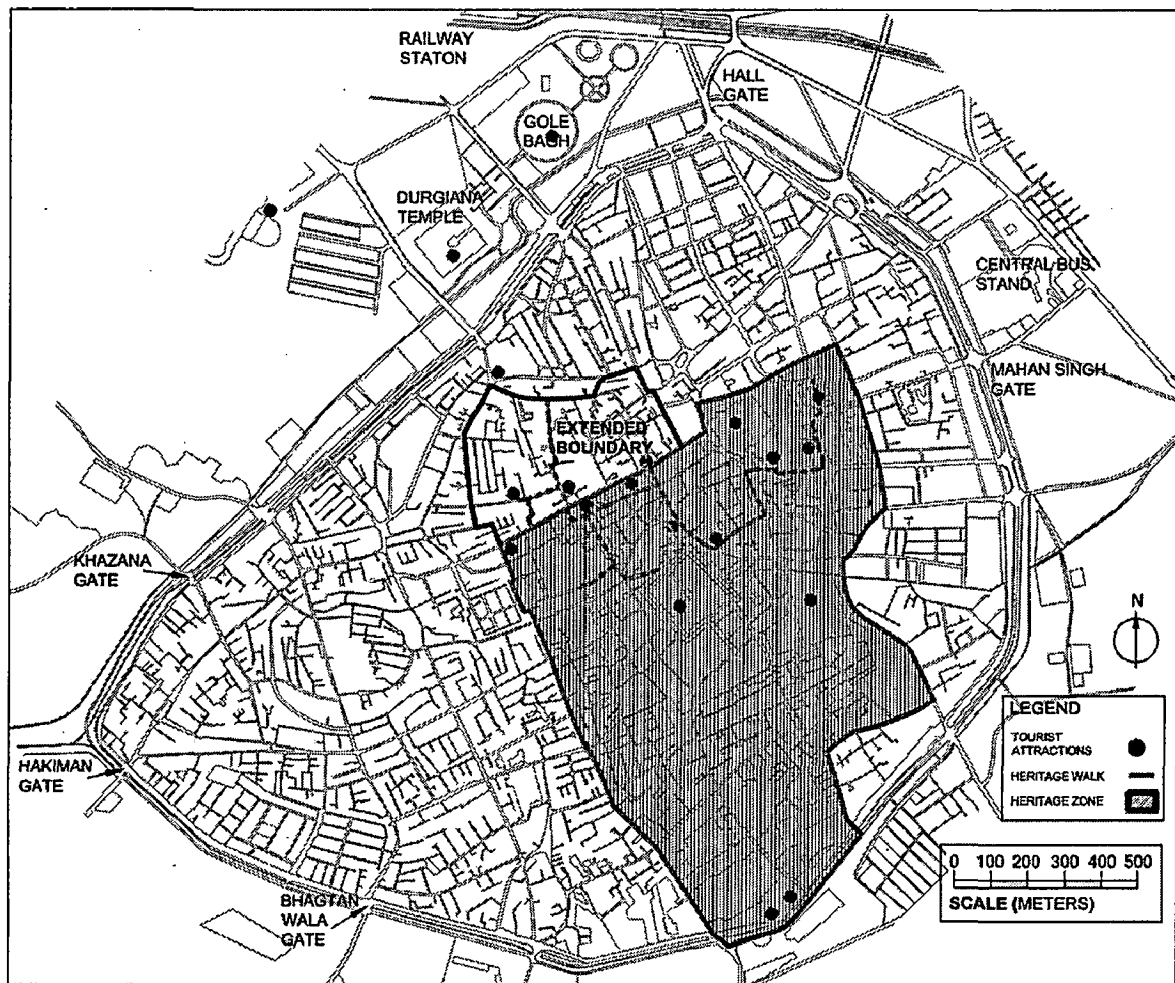 RAILWAY
STATON
HALL
GATE
GOLE
BAGH
DURGIANA
TEMPLE
CENTRAL BUS
STAND
MAHAN SINGH
GATE
EXTENDED
BOUNDARY
KHAZANA
GATE
N
LEGEND
TOURIST
ATTRACTIONS
HERITAGE WALK
HERITAGE ZONE
HAKIMAN
GATE
0 100 200 300 400 500
SCALE (METERS)
BHAGTAN
WALA
GATE